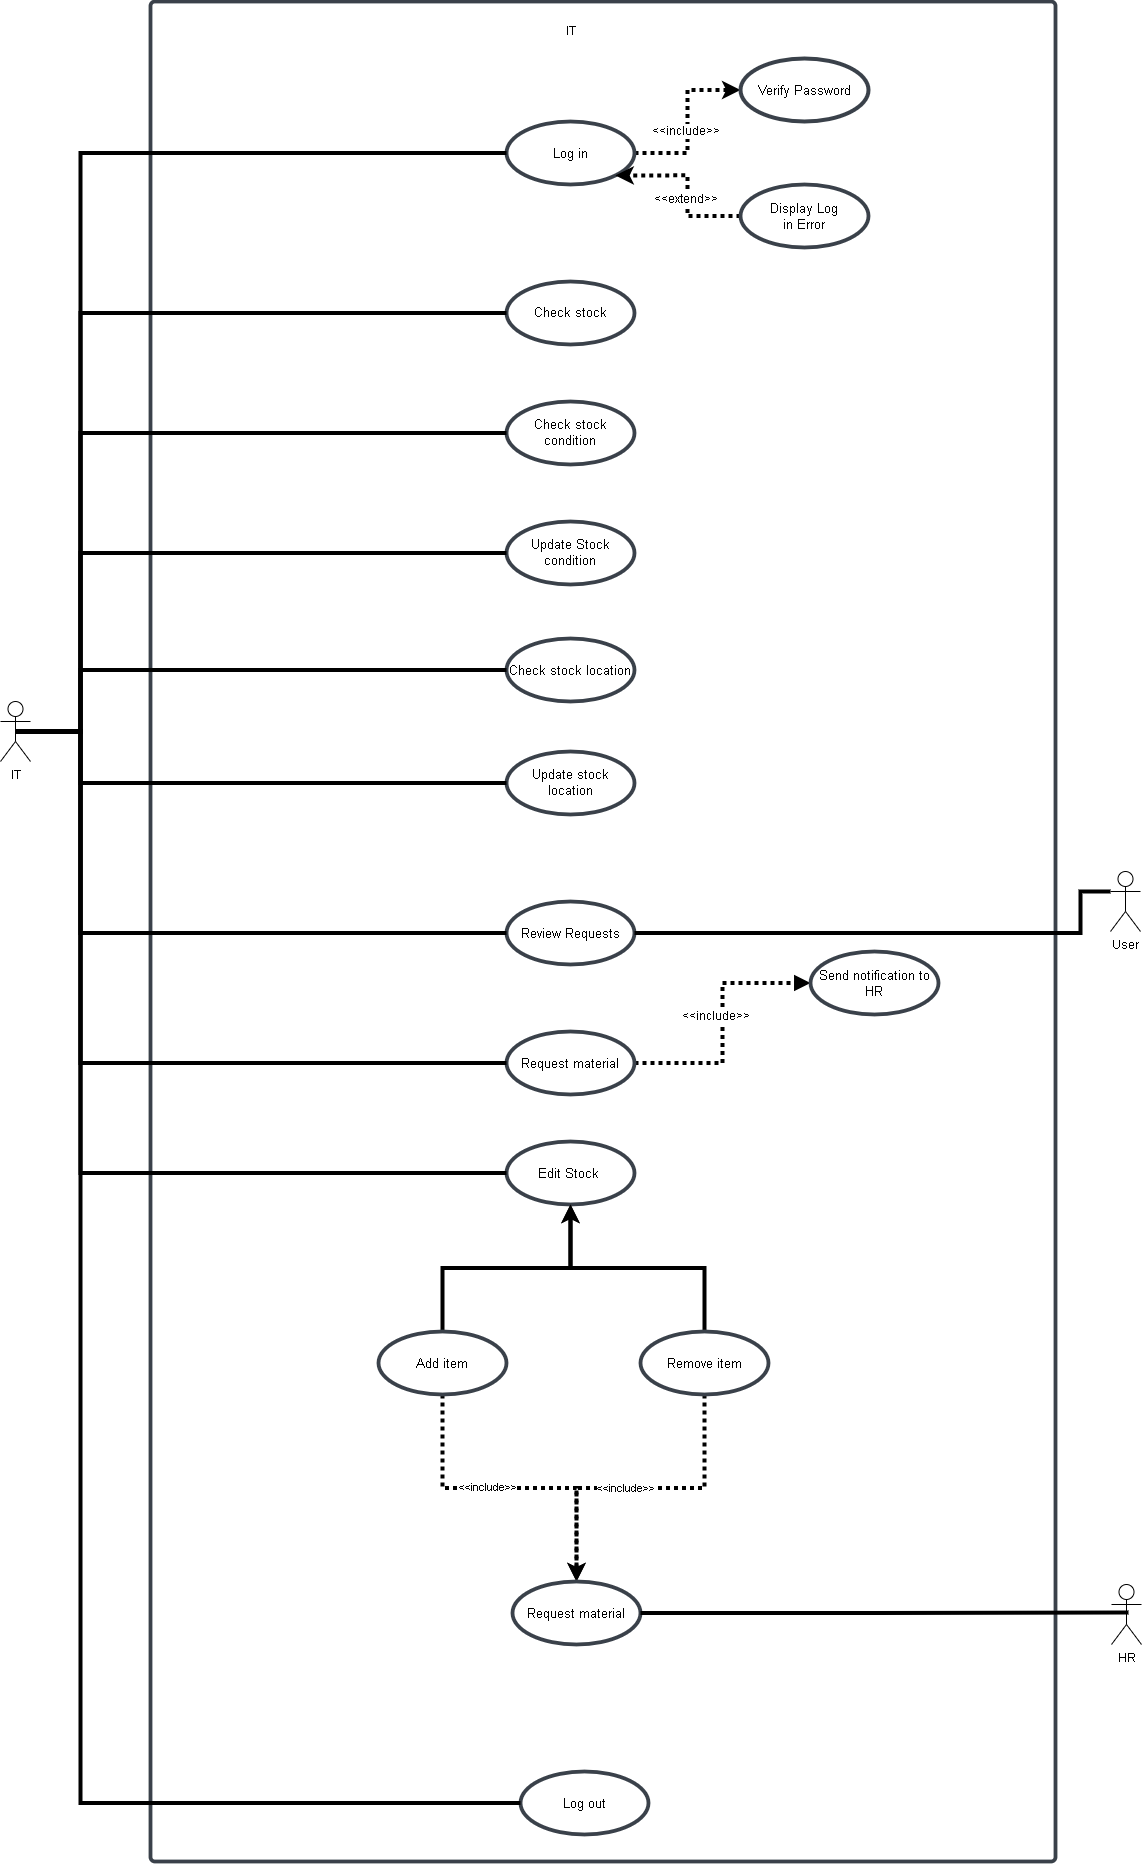 IT
Verify Password
<<include>>
Log in
<<extend>>
Display Log
in Error
Check stock
Check stock
condition
Update Stock
condition
Check stock location
IT
Update stock
location
Review Requests
User
Send notification to
HR
<<include>>
Request material
Edit Stock
Add item
Remove item
<<include>>
<<include>>
Request material
HR
Log out